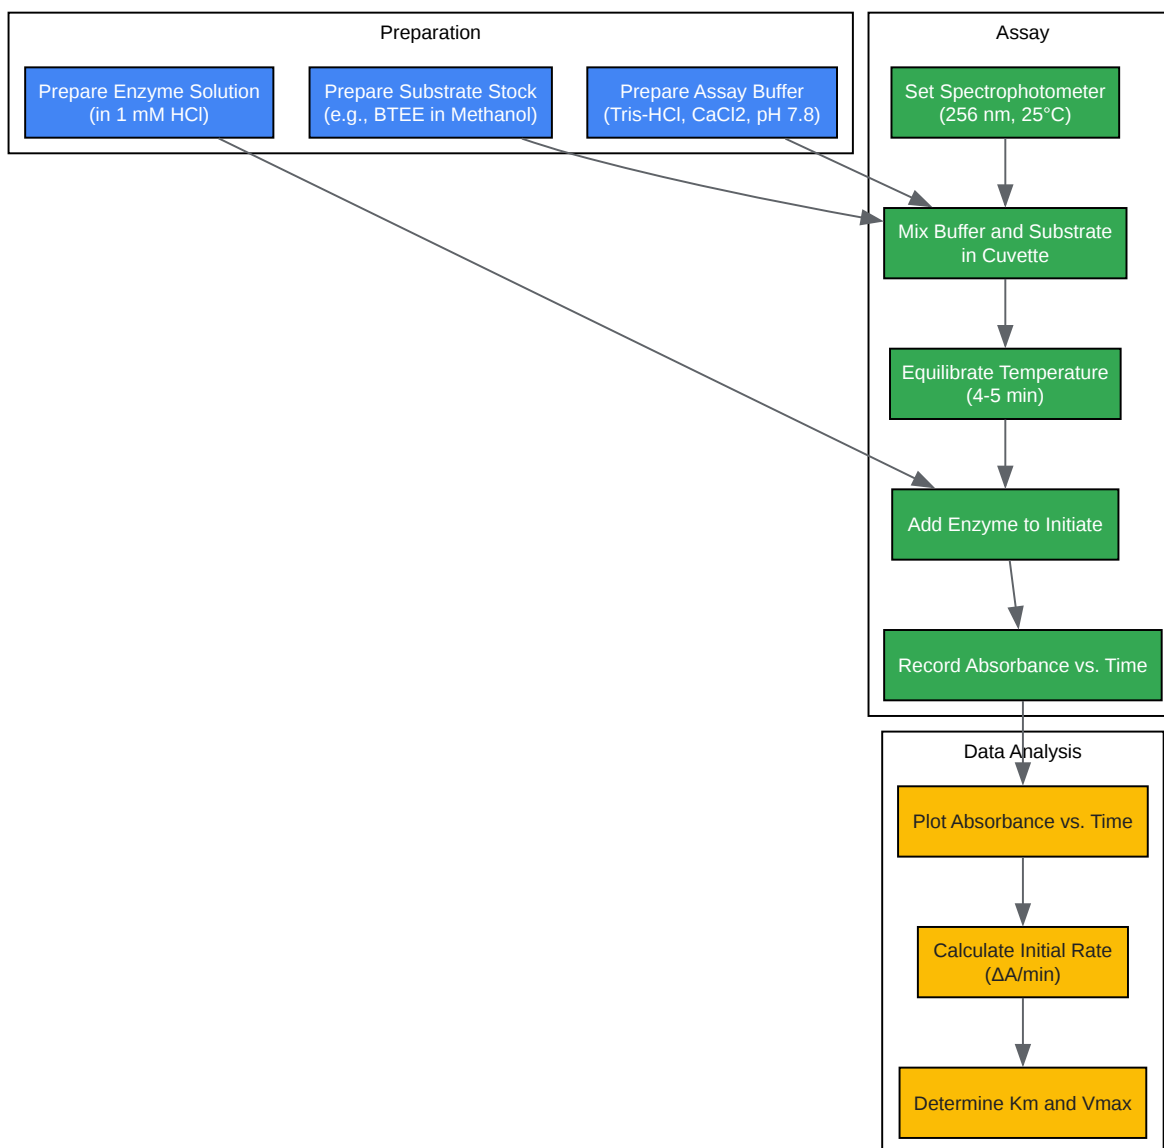 Preparation
Prepare Enzyme Solution
(in 1 mM HCl)
Prepare Substrate Stock
(e.g., BTEE in Methanol)
Prepare Assay Buffer
(Tris-HCl, CaCl2, pH 7.8)
Assay
Set Spectrophotometer
(256 nm, 25°C)
Mix Buffer and Substrate
in Cuvette
Equilibrate Temperature
(4-5 min)
Add Enzyme to Initiate
Record Absorbance vs. Time
Data Analysis
Plot Absorbance vs. Time
Calculate Initial Rate
(ΔA/min)
Determine Km and Vmax